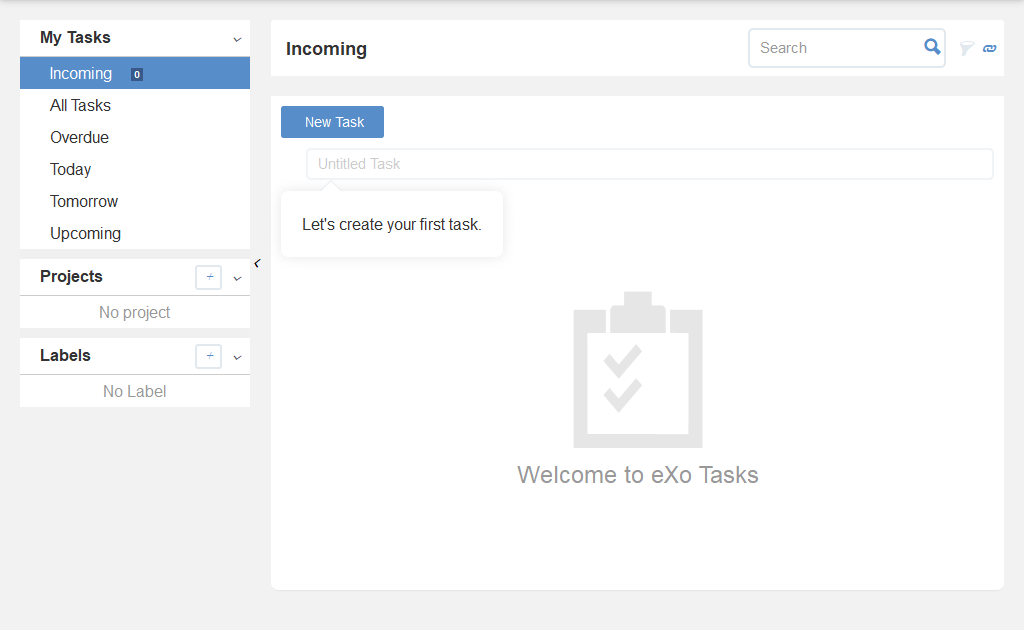 My Tasks
Incoming 0
All Tasks
Overdue
Today
Tomorrow
Upcoming
Projects +
No project
Labels +
No Label
Incoming
Search
New Task
Untitled Task
Let's create your first task.
Welcome to eXo Tasks